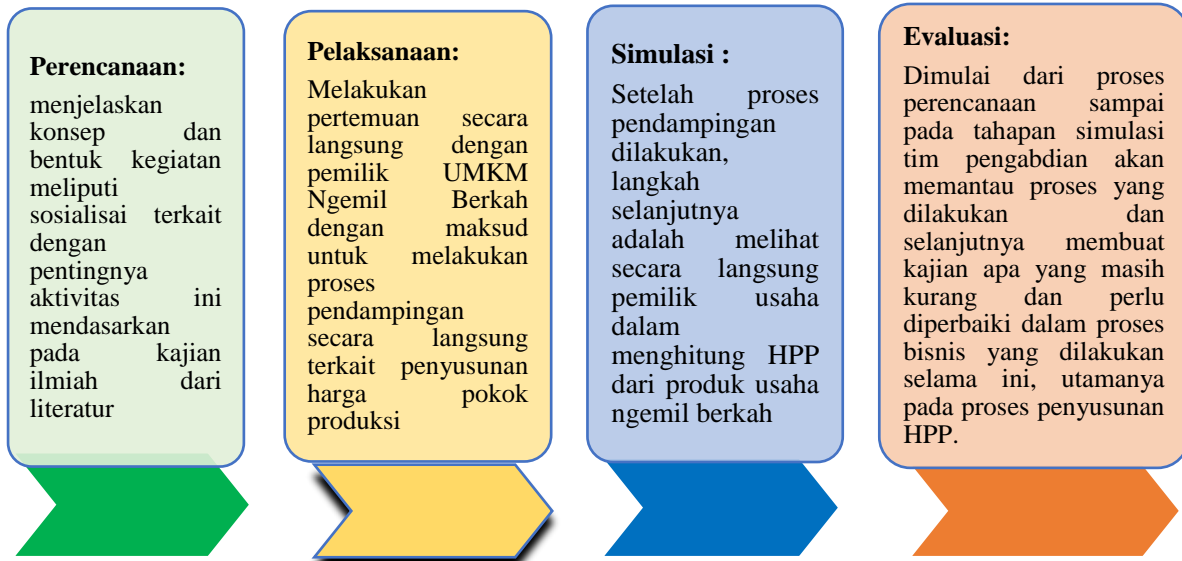 Perencanaan:
menjelaskan
konsep dan
bentuk kegiatan
meliputi
sosialisai terkait
dengan
pentingnya
aktivitas ini
mendasarkan
pada kajian
ilmiah dari
literatur
Pelaksanaan:
Melakukan
pertemuan secara
langsung dengan
pemilik UMKM
Ngemil Berkah
dengan maksud
untuk melakukan
proses
pendampingan
secara langsung
terkait penyusunan
harga pokok
produksi
Simulasi :
Setelah proses
pendampingan
dilakukan,
langkah
selanjutnya
adalah melihat
secara langsung
pemilik usaha
dalam
menghitung HPP
dari produk usaha
ngemil berkah
Evaluasi:
Dimulai dari proses
perencanaan sampai
pada tahapan simulasi
tim pengabdian akan
memantau proses yang
dilakukan dan
selanjutnya membuat
kajian apa yang masih
kurang dan perlu
diperbaiki dalam proses
bisnis yang dilakukan
selama ini, utamanya
pada proses penyusunan
HPP.